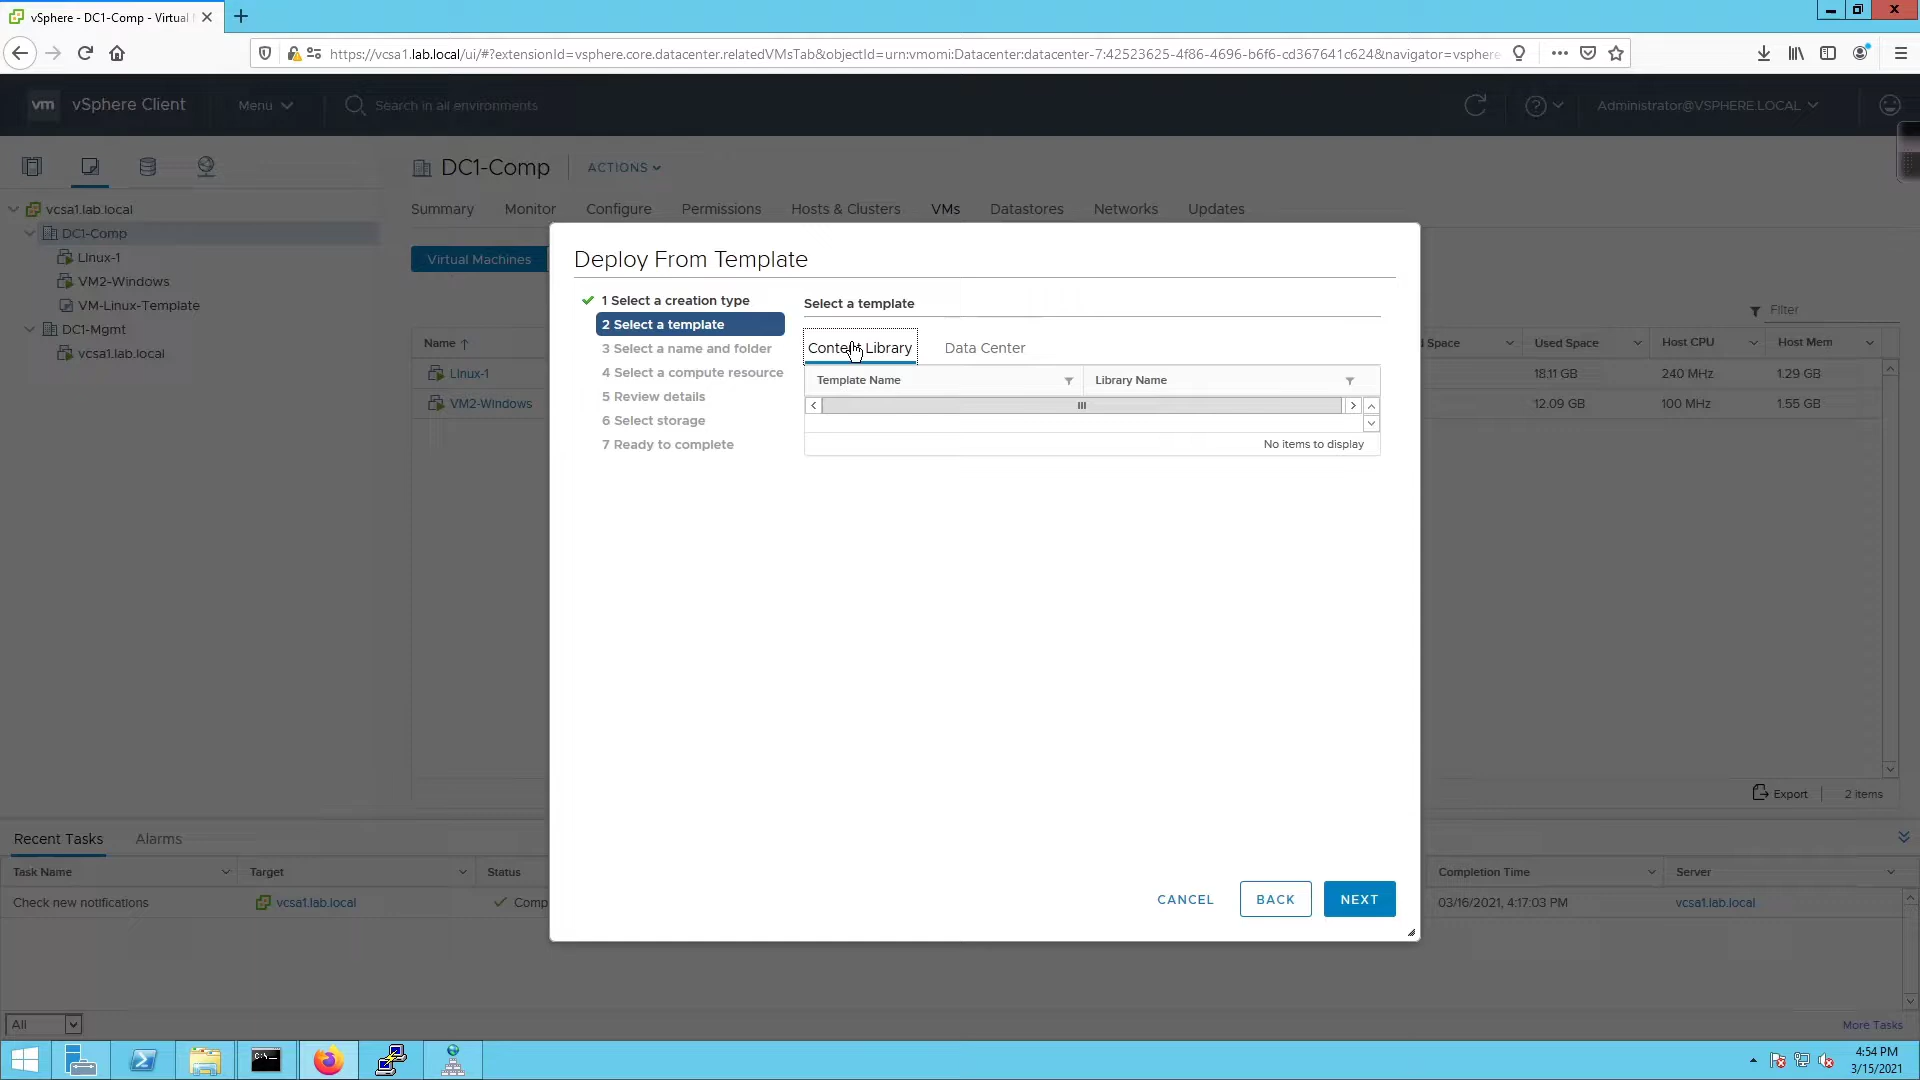 vSphere - DC1-Comp - Virtual
https://vcsa1.lab.local/ui/#?extensionId=vsphere.core.datacenter.relatedVMsTab&objectId=urn:vmomi:Datacenter:datacenter-7:42523625-4f86-4696-b6f6-cd367641c624&navigator=vsphere
vm vSphere Client
Menu
Search in all environments
Administrator@VSPHERE.LOCAL
DC1-Comp
ACTIONS
Summary Monitor Configure Permissions Hosts & Clusters VMs Datastores Networks Updates
vcsa1.lab.local
DC1-Comp
LInux-1
VM2-Windows
VM-Linux-Template
DC1-Mgmt
vcsa1.lab.local
Virtual Machines
Filter
Name Space Used Space Host CPU Host Mem
LInux-1 18.11 GB 240 MHz 1.29 GB
VM2-Windows 12.09 GB 100 MHz 1.55 GB
Export 2 items
Deploy From Template
1 Select a creation type
2 Select a template
3 Select a name and folder
4 Select a compute resource
5 Review details
6 Select storage
7 Ready to complete
Select a template
Content Library Data Center
Template Name Library Name
No items to display
CANCEL BACK NEXT
Recent Tasks Alarms
Task Name Target Status Completion Time Server
Check new notifications vcsa1.lab.local Comp 03/16/2021, 4:17:03 PM vcsa1.lab.local
All
More Tasks
4:54 PM
3/15/2021